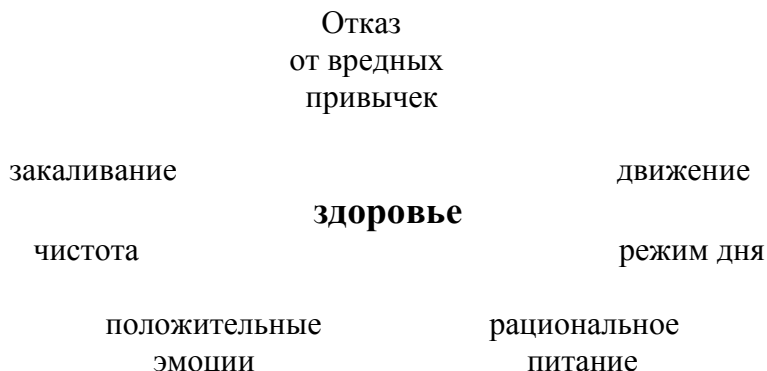 Отказ
от вредных
привычек
закаливание движение
здоровье
чистота режим дня
положительные рациональное
эмоции питание